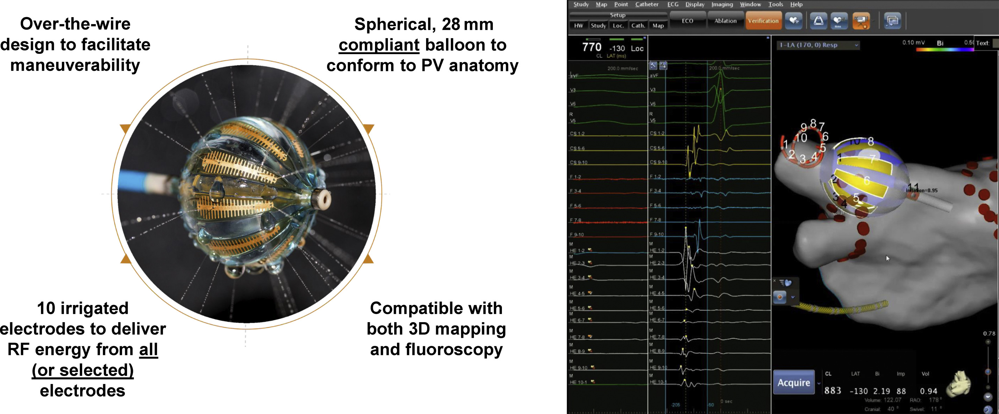 Over-the-wire
design to facilitate
maneuverability
Spherical, 28 mm
compliant balloon to
conform to PV anatomy
10 irrigated
electrodes to deliver
RF energy from all
(or selected)
electrodes
Compatible with
both 3D mapping
and fluoroscopy
Study Map Point Catheter ECG Display Imaging Window Tools Help
Setup
HW Study Loc. Cath. Map
ECO Ablation Verification
None
770 -130 Loc
CL LAT (ms)
200.0 mm/sec
I
aVF
V3
V6
R
V5
CS 1-2
CS 5-6
CS 9-10
F 1-2
F 3-4
F 5-6
F 7-8
F 9-10
M
HE 1-2
M
HE 2-3
M
HE 3-4
M
HE 4-5
M
HE 5-6
M
HE 6-7
M
HE 7-8
M
HE 8-9
M
HE 9-10
M
HE 10-1
200.0 mm/sec
aVF
V3
V6
R
V5
CS 1-2
CS 5-6
CS 9-10
F 1-2
F 3-4
F 5-6
F 7-8
F 9-10
M
HE 1-2
M
HE 2-3
M
HE 3-4
M
HE 4-5
M
HE 5-6
M
HE 6-7
M
HE 7-8
M
HE 8-9
M
HE 9-10
M
HE 10-1
-205 -50 0 sec
1-LA (170, 0) Resp
0.10 mV Bi 0.50 Text:
9 8 7
10 6
1 5
2 3 4
10 8
1 7
2 6
3 4 5
11
Inflation=0.95
0.78
Acquire
CL LAT Bi Imp Vol
883 -130 2.19 88 0.94
Volume: 122.07 RAO: 178°
Cranial: 40° Swivel: 11°